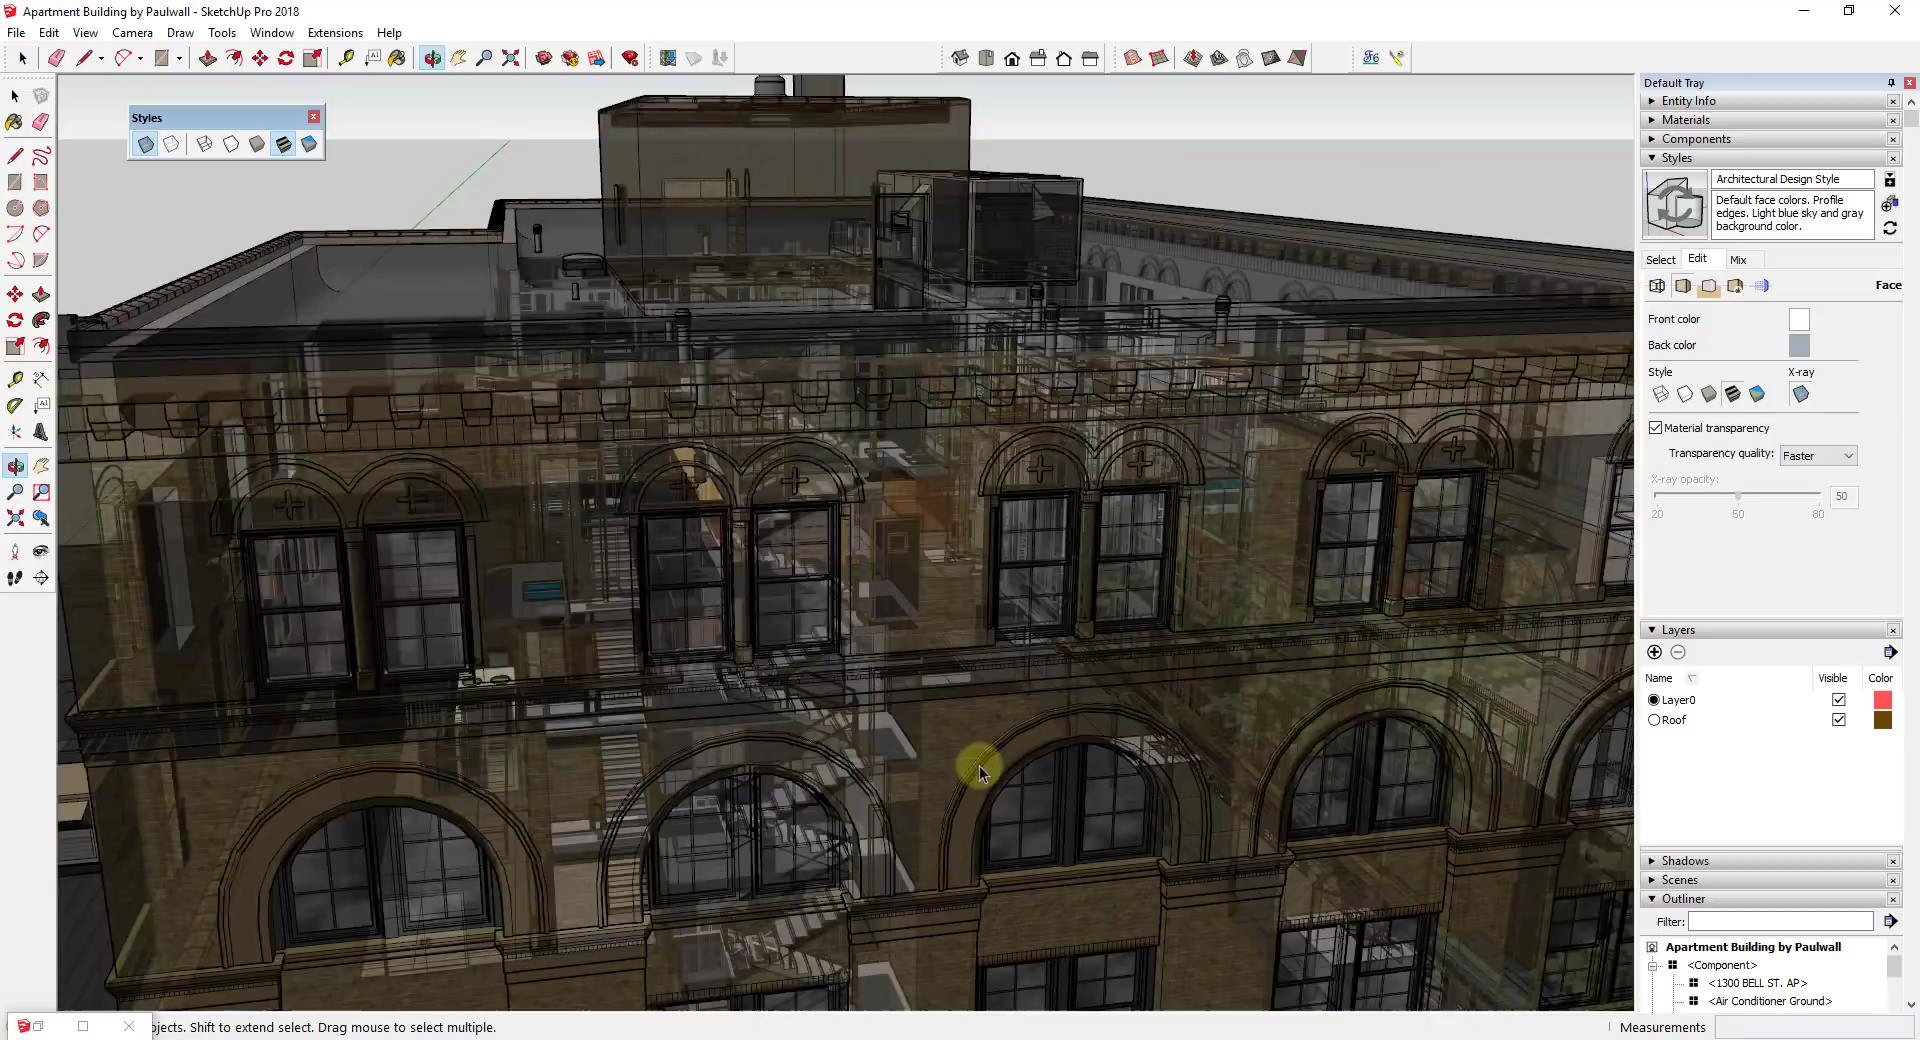 Apartment Building by Paulwall - SketchUp Pro 2018
File Edit View Camera Draw Tools Window Extensions Help
Styles
Default Tray
Entity Info
Materials
Components
Styles
Architectural Design Style
Default face colors. Profile
edges. Light blue sky and gray
background color.
Select Edit Mix
Face
Front color
Back color
Style X-ray
Material transparency
Transparency quality: Faster
X-ray opacity:
50
20 50 80
Layers
Name Visible Color
Layer0
Roof
Shadows
Scenes
Outliner
Filter:
Apartment Building by Paulwall
<Component>
<1300 BELL ST. AP>
<Air Conditioner Ground>
bjects. Shift to extend select. Drag mouse to select multiple.
Measurements